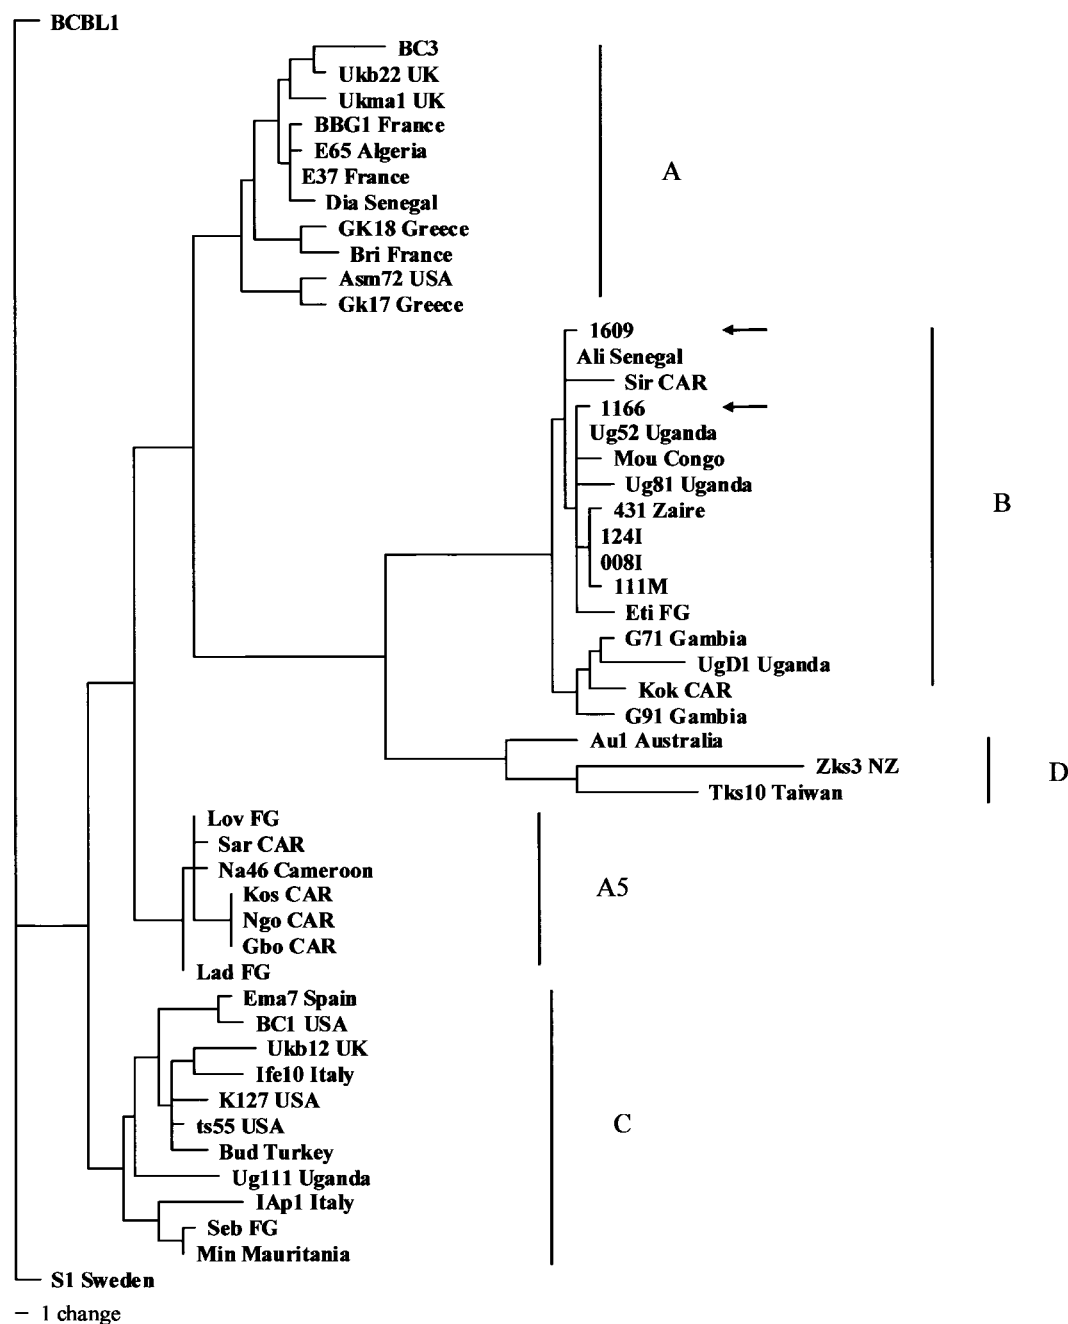 BCBL1
BC3
Ukb22 UK
Ukma1 UK
BBG1 France
E65 Algeria
A
E37 France
Dia Senegal
GK18 Greece
Bri France
Asm72 USA
Gk17 Greece
1609
Ali Senegal
Sir CAR
1166
Ug52 Uganda
Mou Congo
Ug81 Uganda
B
431 Zaire
124I
008I
111M
Eti FG
G71 Gambia
UgD1 Uganda
Kok CAR
G91 Gambia
Au1 Australia
Zks3 NZ
D
Tks10 Taiwan
Lov FG
Sar CAR
Na46 Cameroon
A5
Kos CAR
Ngo CAR
Gbo CAR
Lad FG
Ema7 Spain
BC1 USA
Ukb12 UK
Ife10 Italy
K127 USA
C
ts55 USA
Bud Turkey
Ug111 Uganda
IAp1 Italy
Seb FG
Min Mauritania
S1 Sweden
1 change